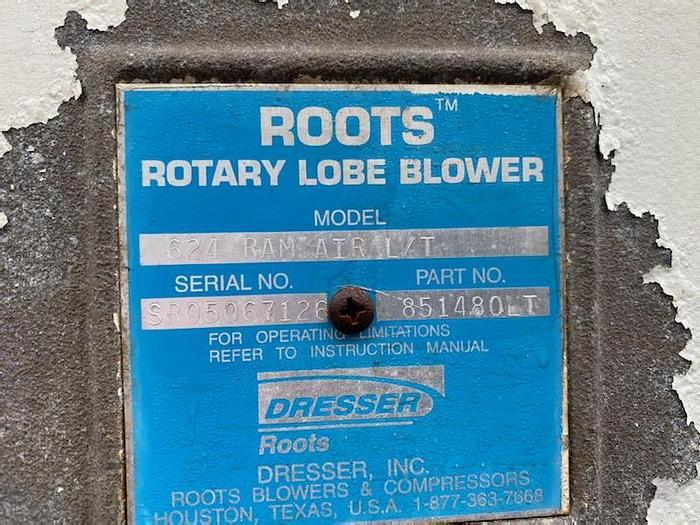 ROOTS™
ROTARY LOBE BLOWER
MODEL
624 RAM AIR L/T
SERIAL NO. PART NO.
851480LT
FOR OPERATING LIMITATIONS
REFER TO INSTRUCTION MANUAL
DRESSER
Roots
DRESSER, INC.
ROOTS BLOWERS & COMPRESSORS
HOUSTON, TEXAS, U.S.A. 1-877-363-7668